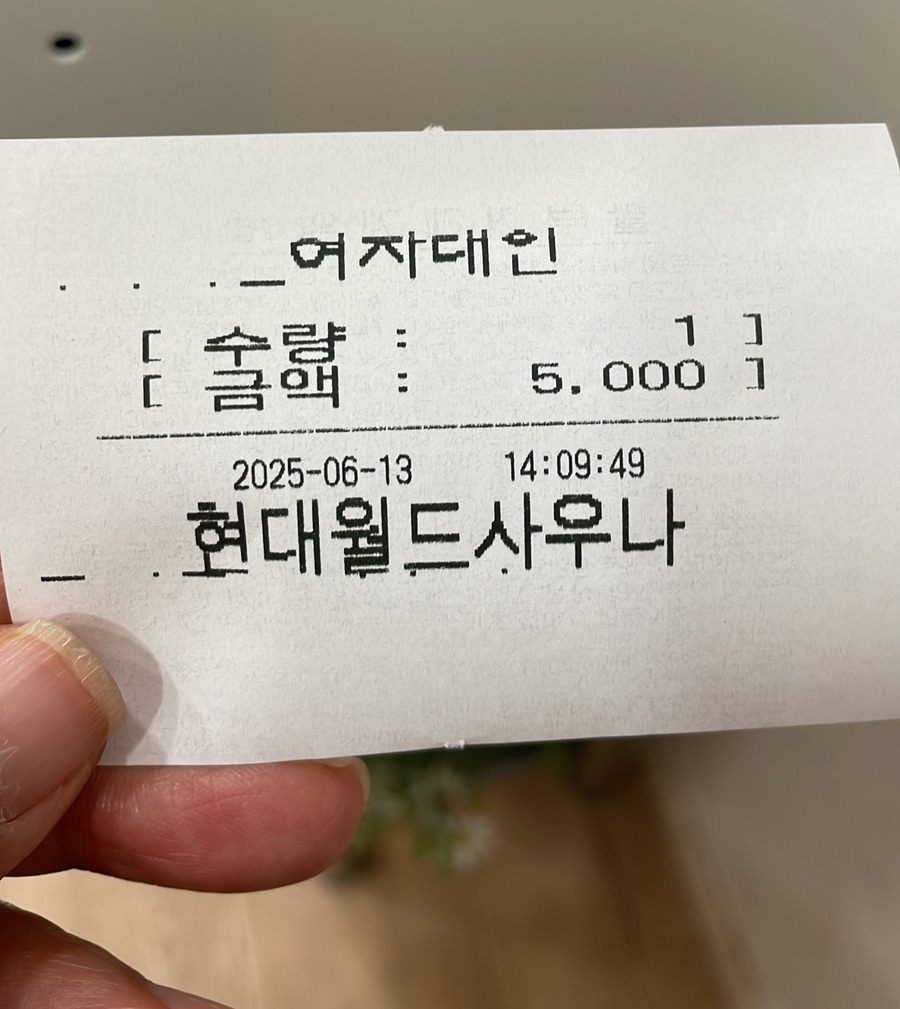 여자대인
[ 수량 : 1 ]
[ 금액 : 5.000 ]
2025-06-13 14:09:49
현대월드사우나